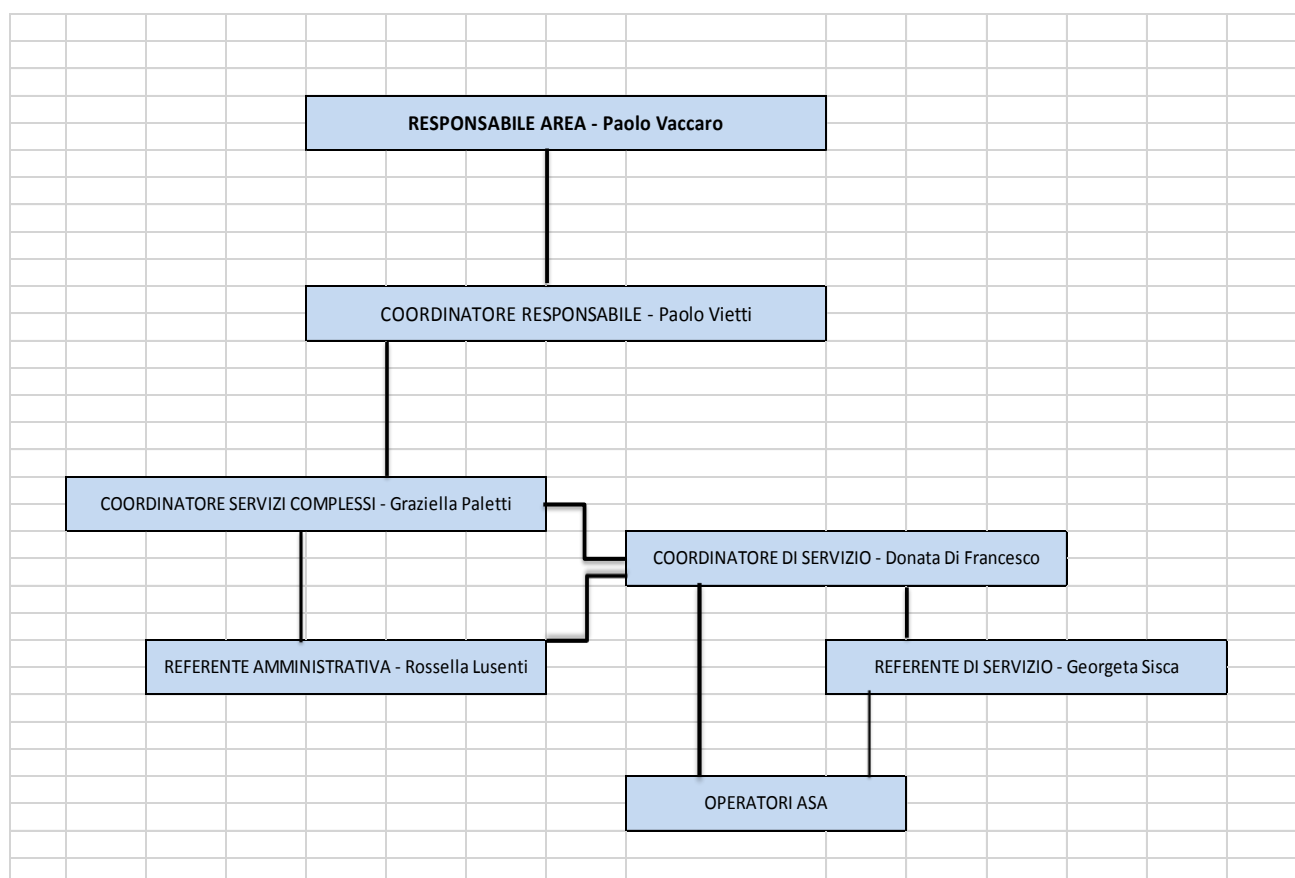 RESPONSABILE AREA - Paolo Vaccaro
COORDINATORE RESPONSABILE - Paolo Vietti
COORDINATORE SERVIZI COMPLESSI - Graziella Paletti
COORDINATORE DI SERVIZIO - Donata Di Francesco
REFERENTE AMMINISTRATIVA - Rossella Lusenti
REFERENTE DI SERVIZIO - Georgeta Sisca
OPERATORI ASA